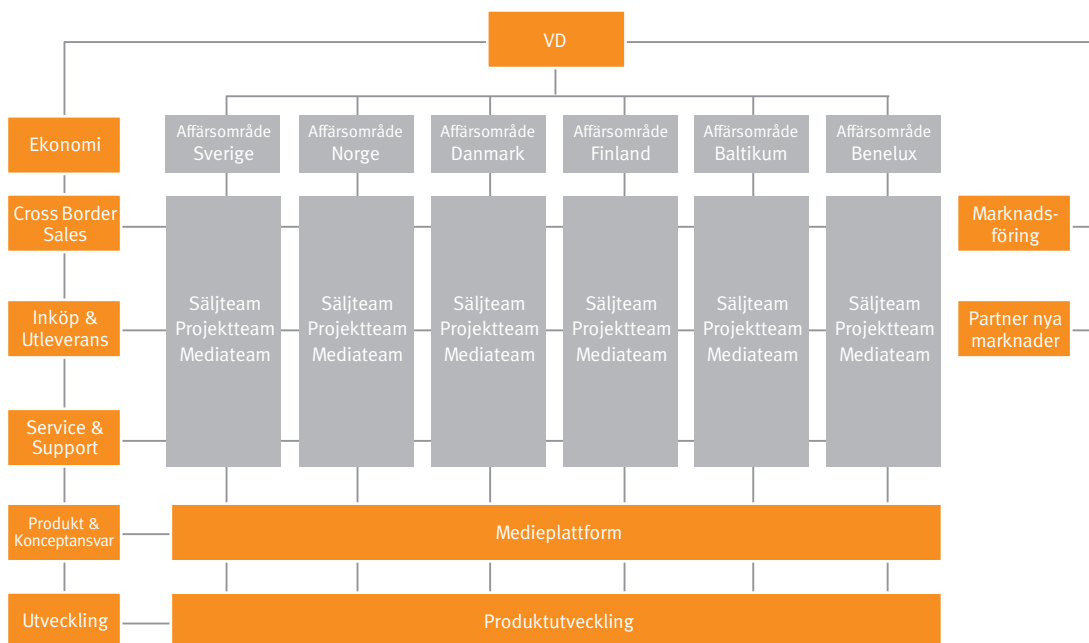 VD
Ekonomi
Affärsområde
Sverige
Affärsområde
Norge
Affärsområde
Danmark
Affärsområde
Finland
Affärsområde
Baltikum
Affärsområde
Benelux
Cross Border
Sales
Marknads-
föring
Inköp &
Utleverans
Säljteam
Projektteam
Mediateam
Säljteam
Projektteam
Mediateam
Säljteam
Projektteam
Mediateam
Säljteam
Projektteam
Mediateam
Säljteam
Projektteam
Mediateam
Säljteam
Projektteam
Mediateam
Partner nya
marknader
Service &
Support
Produkt &
Konceptansvar
Medieplattform
Utveckling
Produktutveckling